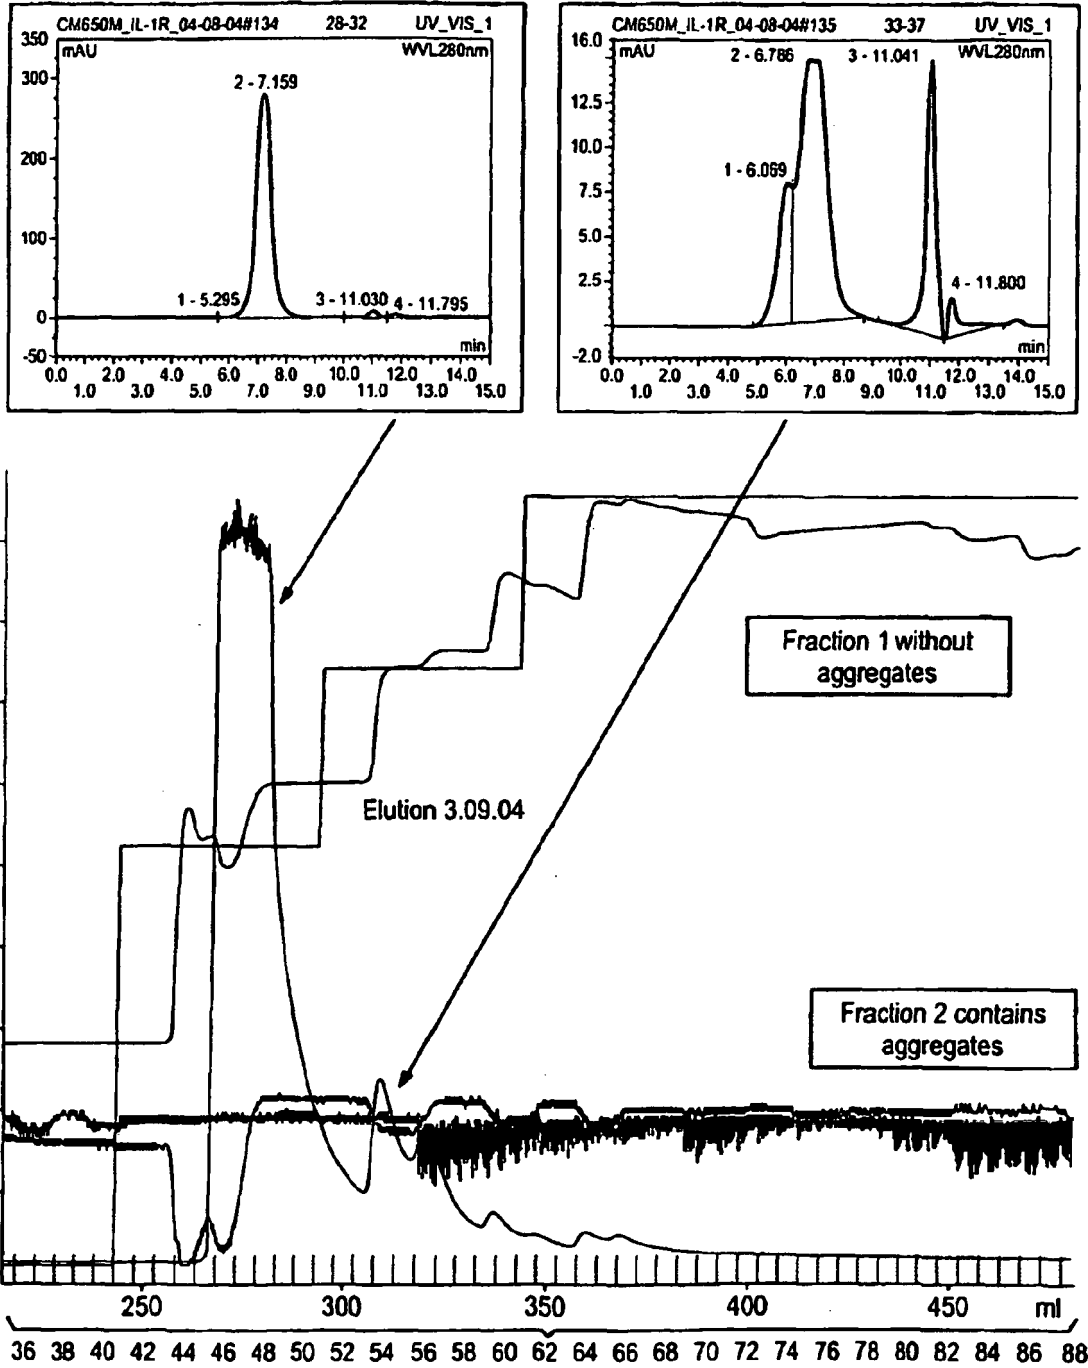 CM650M_IL-1R_04-08-04#134 28-32 UV_VIS_1
350 mAU WVL280nm
300
2 - 7.159
200
100
1 - 5.295 3 - 11.030 4 - 11.795
0
-50 min
0.0 2.0 4.0 6.0 8.0 10.0 12.0 14.0
1.0 3.0 5.0 7.0 9.0 11.0 13.0 15.0
CM650M_IL-1R_04-08-04#135 33-37 UV_VIS_1
16.0 mAU 2 - 6.786 3 - 11.041 WVL280nm
12.5
10.0
1 - 6.059
7.5
5.0
2.5
4 - 11.800
-2.0 min
0.0 2.0 4.0 6.0 8.0 10.0 12.0 14.0
1.0 3.0 5.0 7.0 9.0 11.0 13.0 15.0
Fraction 1 without
aggregates
Elution 3.09.04
Fraction 2 contains
aggregates
250 300 350 400 450 ml
36 38 40 42 44 46 48 50 52 54 56 58 60 62 64 66 68 70 72 74 76 78 80 82 84 86 88